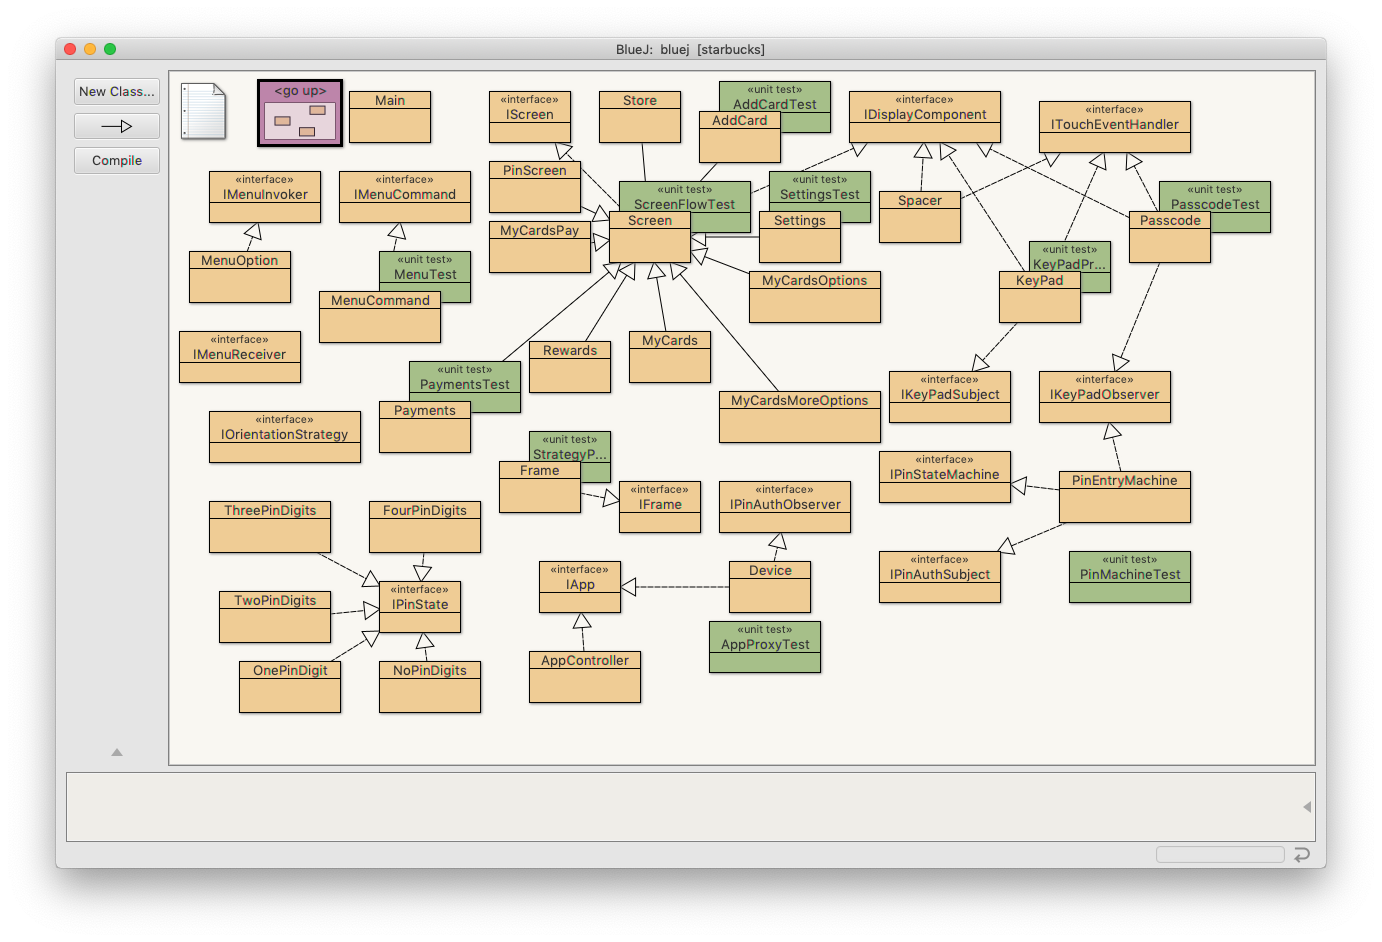 BlueJ:  bluej  [starbucks]
New Class...
Compile
<go up>
Main
«interface»
IScreen
Store
«unit test»
AddCardTest
AddCard
«interface»
IDisplayComponent
«interface»
ITouchEventHandler
PinScreen
«interface»
IMenuInvoker
«interface»
IMenuCommand
«unit test»
ScreenFlowTest
Screen
«unit test»
SettingsTest
Settings
Spacer
«unit test»
PasscodeTest
Passcode
MyCardsPay
MenuOption
«unit test»
MenuTest
MenuCommand
«unit test»
KeyPadPr...
KeyPad
MyCardsOptions
«interface»
IMenuReceiver
Rewards
MyCards
«unit test»
PaymentsTest
Payments
MyCardsMoreOptions
«interface»
IKeyPadSubject
«interface»
IKeyPadObserver
«interface»
IOrientationStrategy
«unit test»
StrategyP...
Frame
«interface»
IFrame
«interface»
IPinAuthObserver
«interface»
IPinStateMachine
PinEntryMachine
ThreePinDigits
FourPinDigits
«interface»
IApp
Device
«interface»
IPinAuthSubject
«unit test»
PinMachineTest
TwoPinDigits
«interface»
IPinState
«unit test»
AppProxyTest
OnePinDigit
NoPinDigits
AppController